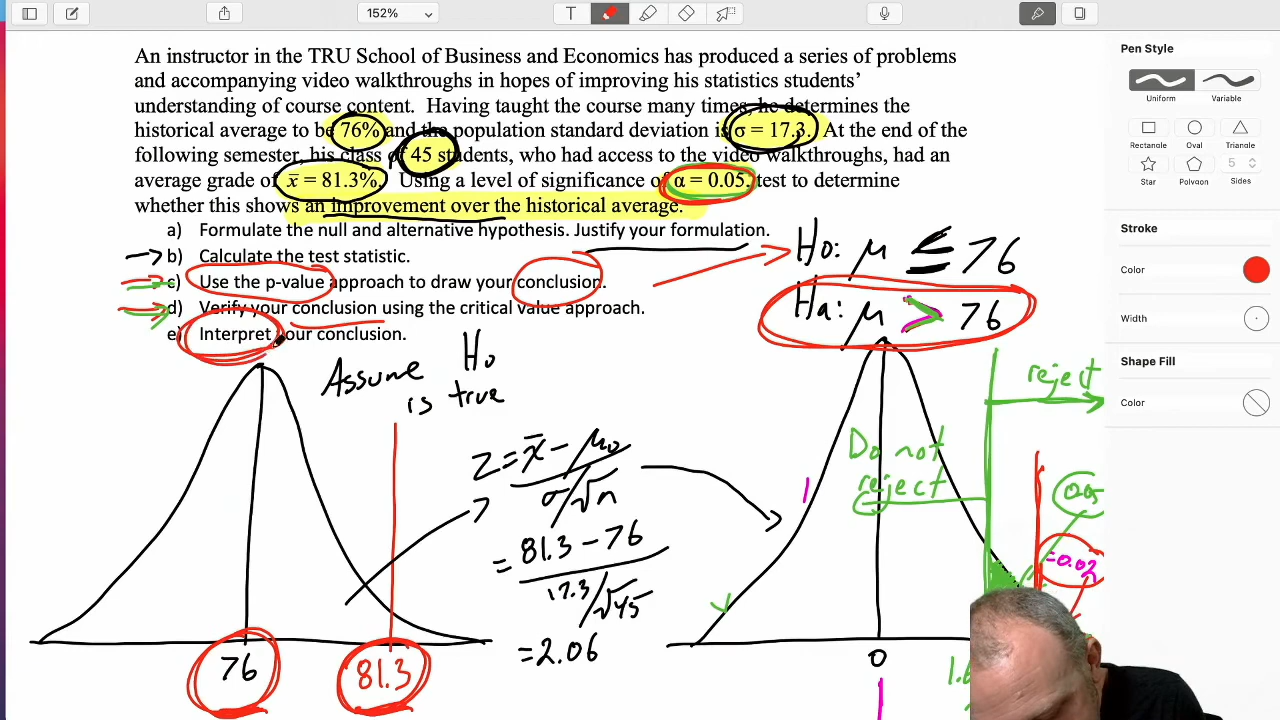 152%
T
Pen Style
Uniform
Variable
Rectangle
Oval
Triangle
Star
Polygon
5
Sides
Stroke
Color
Width
Shape Fill
Color
An instructor in the TRU School of Business and Economics has produced a series of problems
and accompanying video walkthroughs in hopes of improving his statistics students'
understanding of course content. Having taught the course many times, he determines the
historical average to be 76% and the population standard deviation is σ = 17.3. At the end of the
following semester, his class of 45 students, who had access to the video walkthroughs, had an
average grade of x̄ = 81.3%. Using a level of significance of α = 0.05, test to determine
whether this shows an improvement over the historical average.
a) Formulate the null and alternative hypothesis. Justify your formulation.
b) Calculate the test statistic.
c) Use the p-value approach to draw your conclusion.
d) Verify your conclusion using the critical value approach.
e) Interpret your conclusion.
Ho: μ ≤ 76
Ha: μ > 76
Assume Ho
is true
76
81.3
Z = x̄ - μ0
σ/√n
= 81.3 - 76
17.3/√45
= 2.06
Do not
reject
reject
0.05
=0.02
0